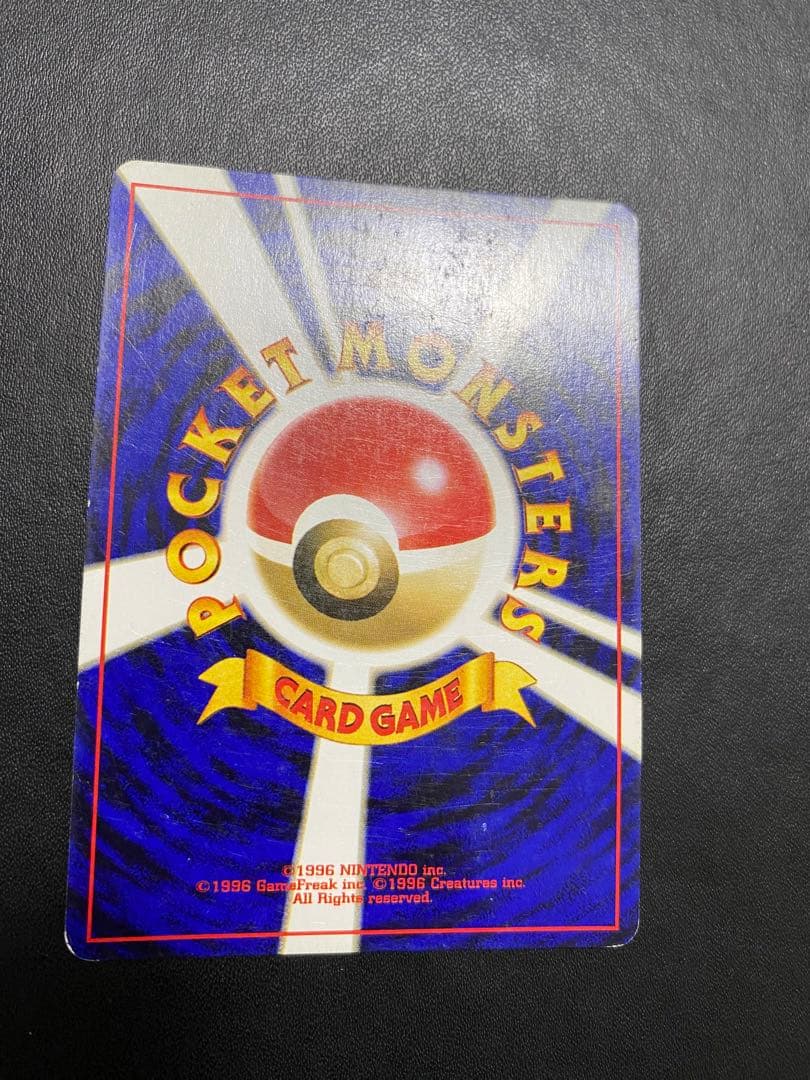 POCKET MONSTERS
CARD GAME
©1996 NINTENDO inc.
©1996 GameFreak inc. ©1996 Creatures inc.
All Rights reserved.